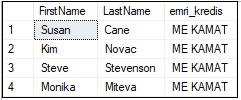 FirstName LastName emri_kredis
1 Susan Cane ME KAMAT
2 Kim Novac ME KAMAT
3 Steve Stevenson ME KAMAT
4 Monika Miteva ME KAMAT